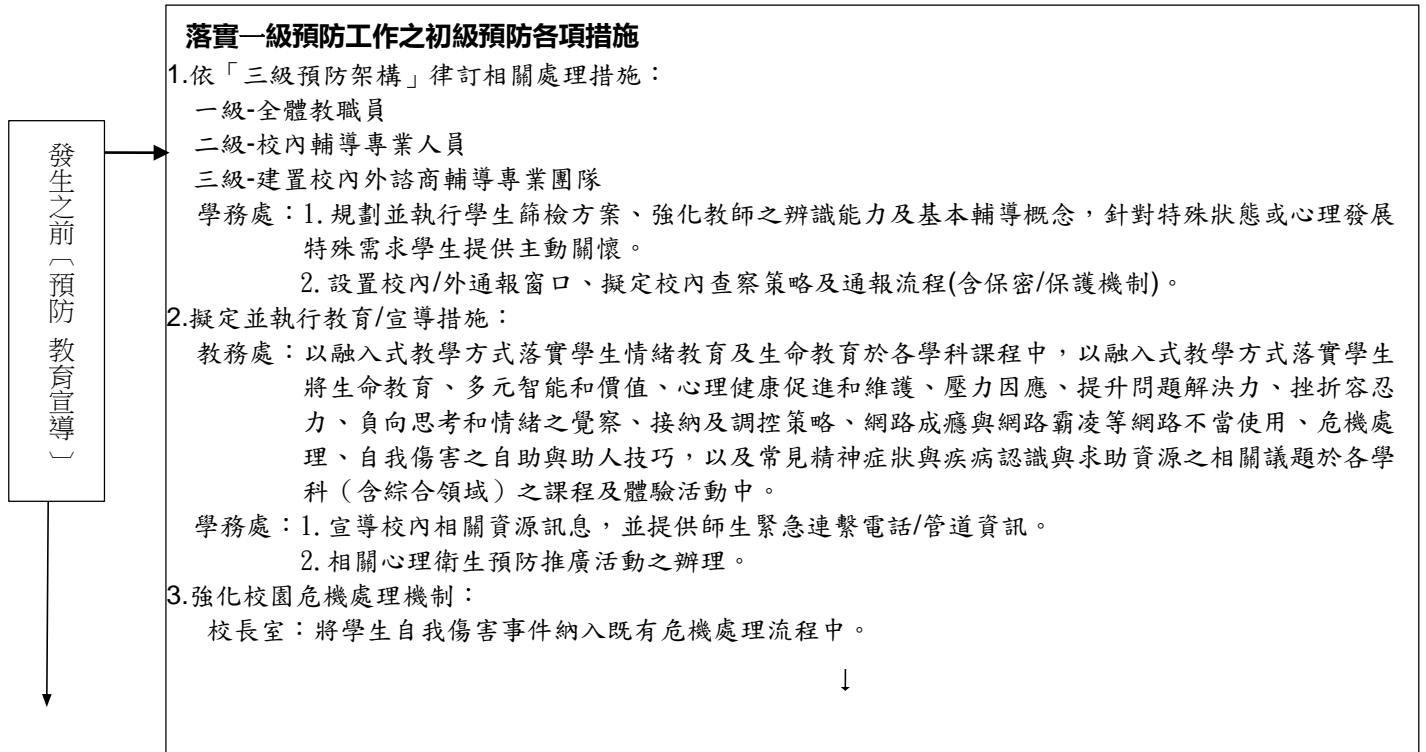 落實一級預防工作之初級預防各項措施
1.依「三級預防架構」律訂相關處理措施：
一級-全體教職員
二級-校內輔導專業人員
三級-建置校內外諮商輔導專業團隊
學務處：1.規劃並執行學生篩檢方案、強化教師之辨識能力及基本輔導概念，針對特殊狀態或心理發展
特殊需求學生提供主動關懷。
2.設置校內/外通報窗口、擬定校內查察策略及通報流程(含保密/保護機制)。
2.擬定並執行教育/宣導措施：
教務處：以融入式教學方式落實學生情緒教育及生命教育於各學科課程中，以融入式教學方式落實學生
將生命教育、多元智能和價值、心理健康促進和維護、壓力因應、提升問題解決力、挫折容忍
力、負向思考和情緒之覺察、接納及調控策略、網路成癮與網路霸凌等網路不當使用、危機處
理、自我傷害之自助與助人技巧，以及常見精神症狀與疾病認識與求助資源之相關議題於各學
科（含綜合領域）之課程及體驗活動中。
學務處：1.宣導校內相關資源訊息，並提供師生緊急連繫電話/管道資訊。
2.相關心理衛生預防推廣活動之辦理。
3.強化校園危機處理機制：
校長室：將學生自我傷害事件納入既有危機處理流程中。
↓
發生之前〔預防 教育宣導〕